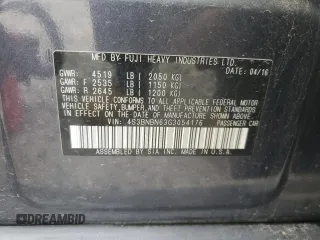 MFD BY FUJI HEAVY INDUSTRIES LTD.
GVWR: 4519 LB ( 2050 KG) DATE: 04/16
GAWR: F 2535 LB ( 1150 KG)
GAWR: R 2645 LB ( 1200 KG)
THIS VEHICLE CONFORMS TO ALL APPLICABLE FEDERAL MOTOR
VEHICLE SAFETY, BUMPER, AND THEFT PREVENTION STANDARDS
IN EFFECT ON THE DATE OF MANUFACTURE SHOWN ABOVE.
4S3BNBN63G3054176 PASSENGER CAR
ASSEMBLED BY SIA, INC. IN USA
DREAMBID